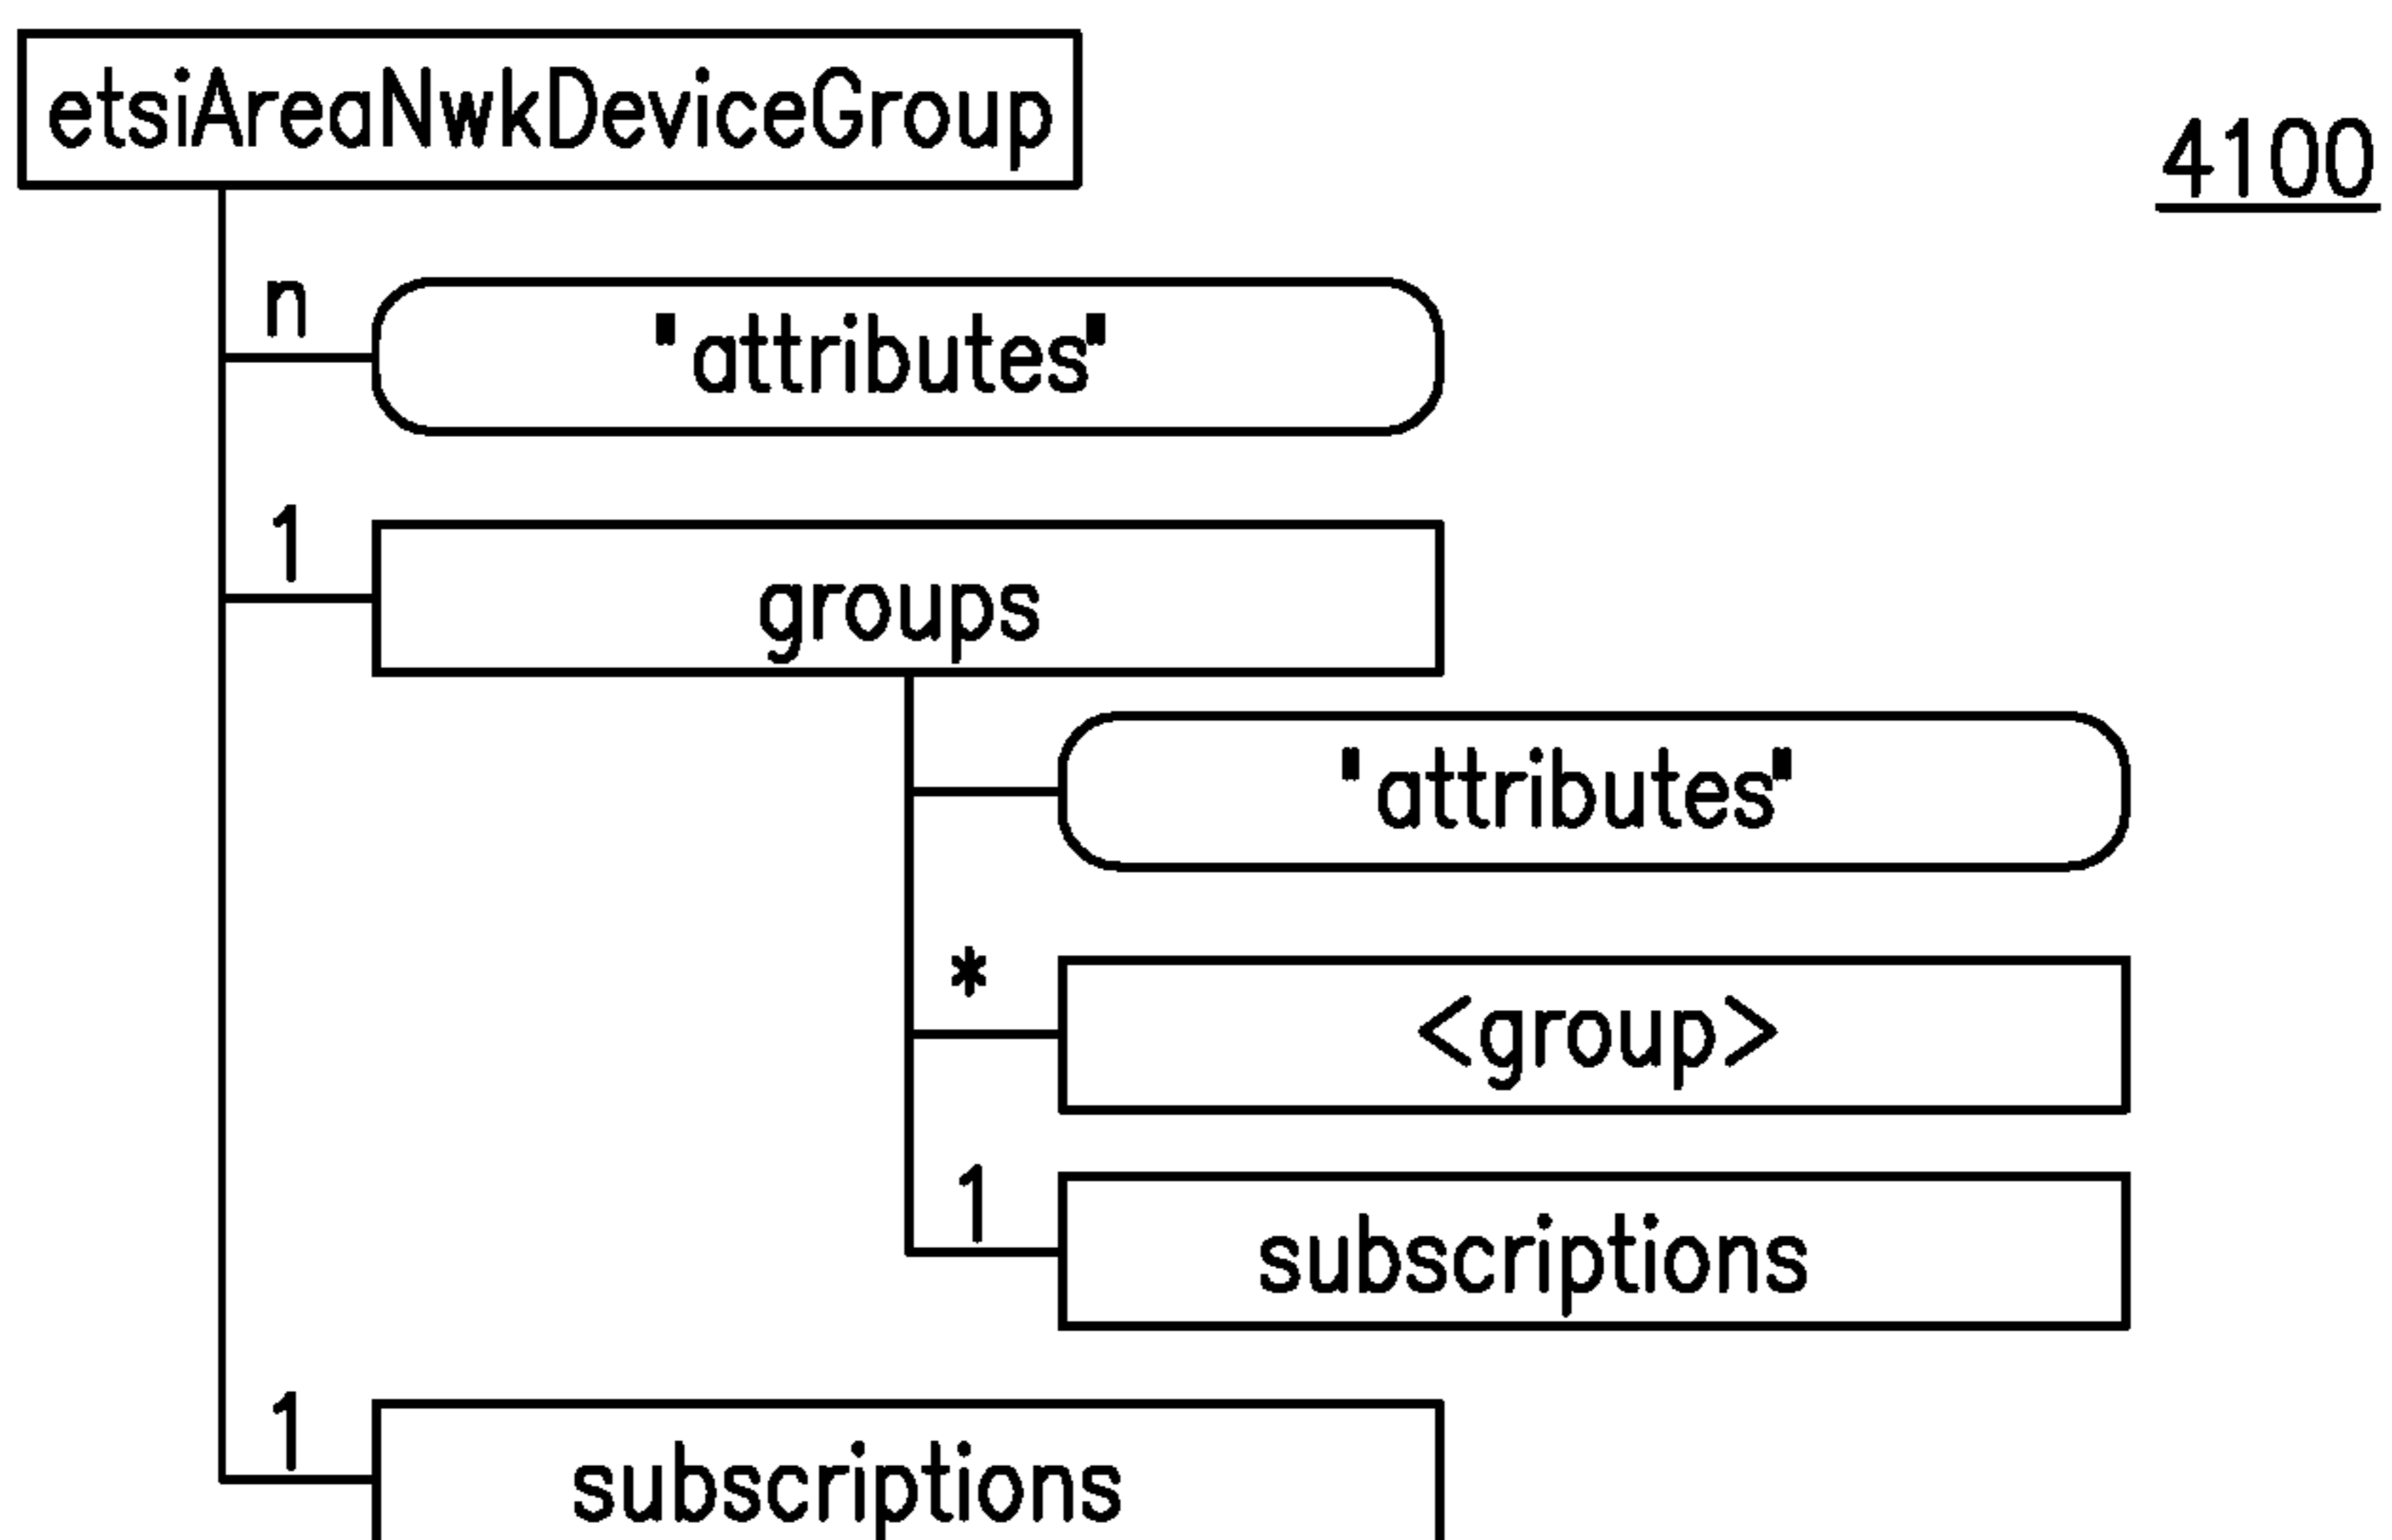 etsiAreaNwkDeviceGroup
4100
n
"attributes"
1
groups
"attributes"
*
<group>
1
subscriptions
1
subscriptions